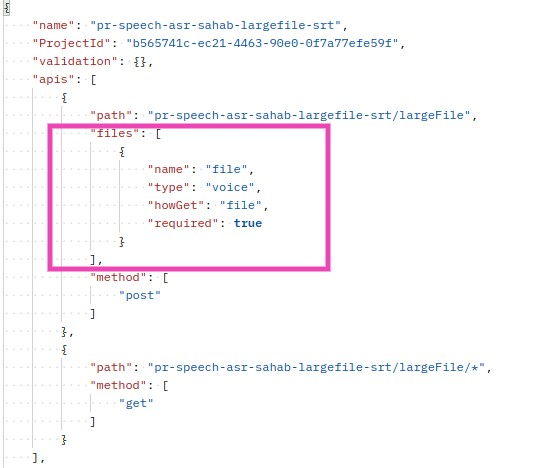 {
"name": "pr-speech-asr-sahab-largefile-srt",
"ProjectId": "b565741c-ec21-4463-90e0-0f7a77efe59f",
"validation": {},
"apis": [
{
"path": "pr-speech-asr-sahab-largefile-srt/largeFile",
"files": [
{
"name": "file",
"type": "voice",
"howGet": "file",
"required": true
}
],
"method": [
"post"
]
},
{
"path": "pr-speech-asr-sahab-largefile-srt/largeFile/*",
"method": [
"get"
]
}
],